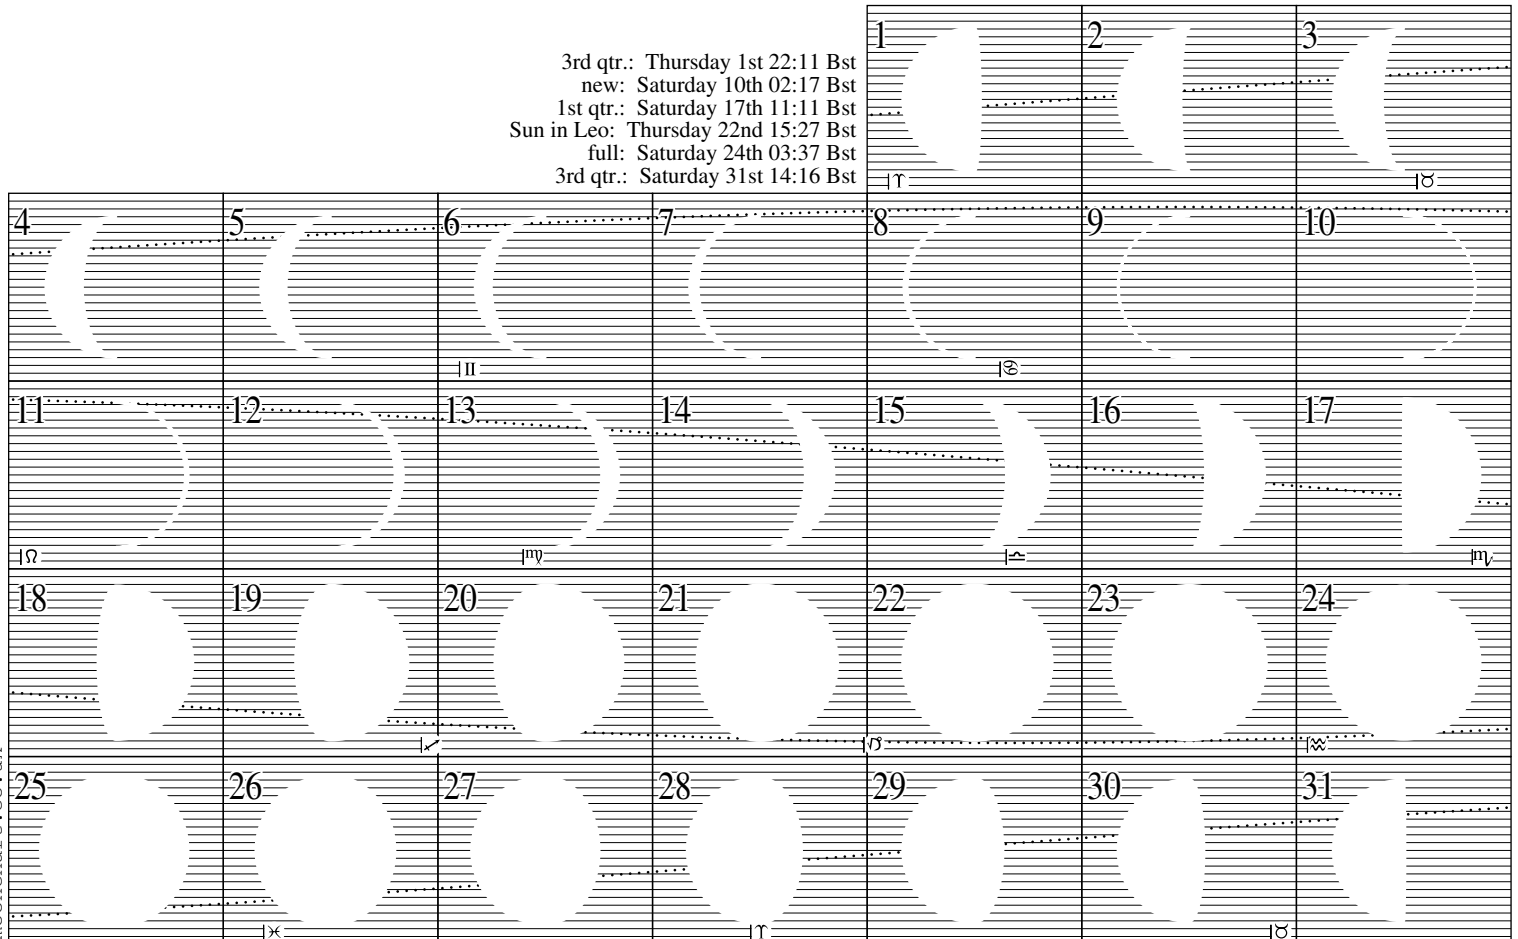 3rd qtr.: Thursday 1st 22:11 Bst
new: Saturday 10th 02:17 Bst
1st qtr.: Saturday 17th 11:11 Bst
Sun in Leo: Thursday 22nd 15:27 Bst
full: Saturday 24th 03:37 Bst
3rd qtr.: Saturday 31st 14:16 Bst
1 2 3
♈ ♉
4 5 6 7 8 9 10
♊ ♋
11 12 13 14 15 16 17
♌ ♍ ♎ ♏
18 19 20 21 22 23 24
♐ ♑ ♒
25 26 27 28 29 30 31
♓ ♈ ♉